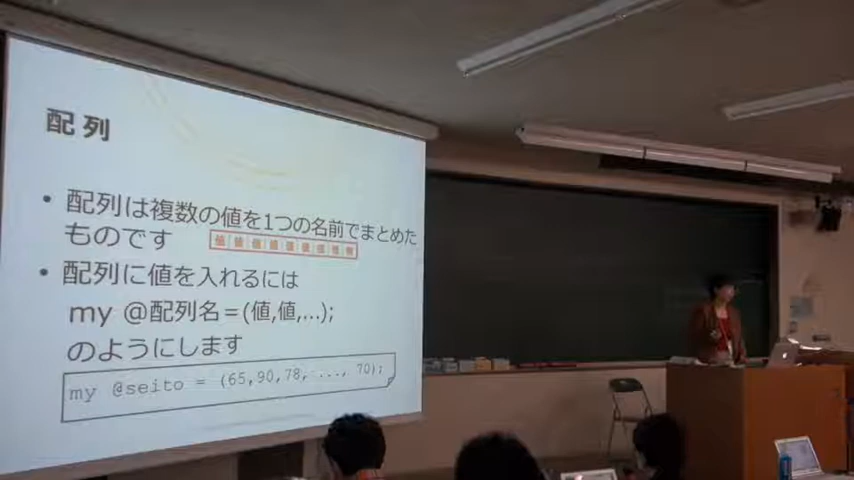 配列
• 配列は複数の値を1つの名前でまとめた
ものです
• 配列に値を入れるには
my @配列名=(値,値,…);
のようにします
my @seito = (65,90,78, ..., 70);